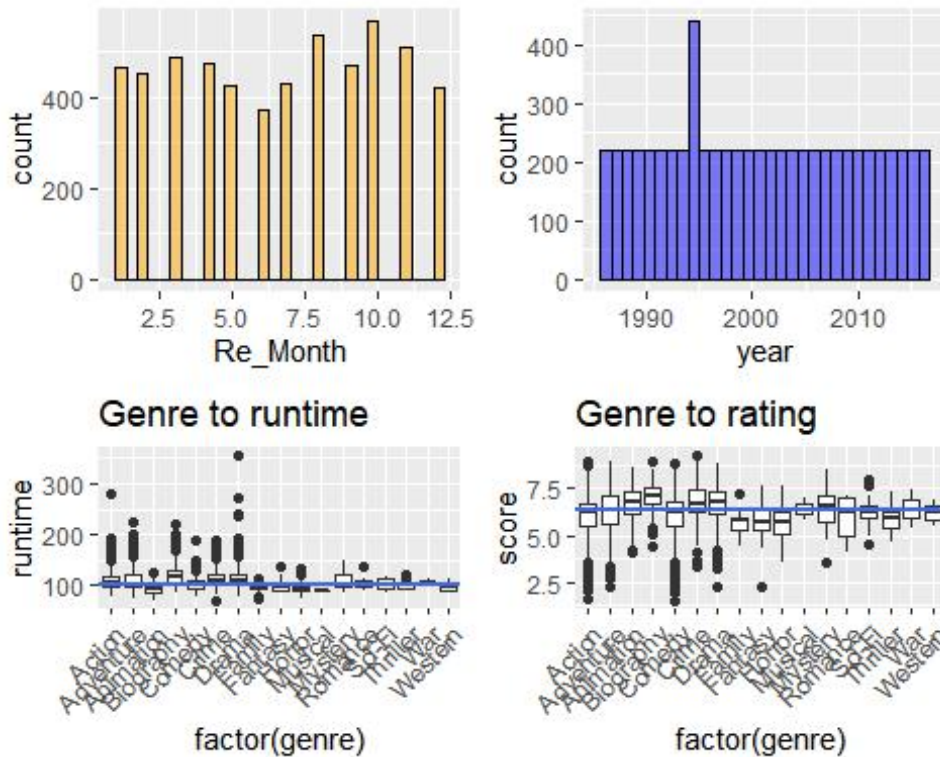 count
400
200
0
2.5
5.0
7.5
10.0
12.5
Re_Month
count
400
300
200
100
0
1990
2000
2010
year
Genre to runtime
runtime
300
200
100
Action
Adventure
Animation
Biography
Comedy
Crime
Drama
Family
Fantasy
Horror
Musical
Mystery
Romance
Sci-Fi
Thriller
War
Western
factor(genre)
Genre to rating
score
7.5
5.0
2.5
Action
Adventure
Animation
Biography
Comedy
Crime
Drama
Family
Fantasy
Horror
Musical
Mystery
Romance
Sci-Fi
Thriller
War
Western
factor(genre)